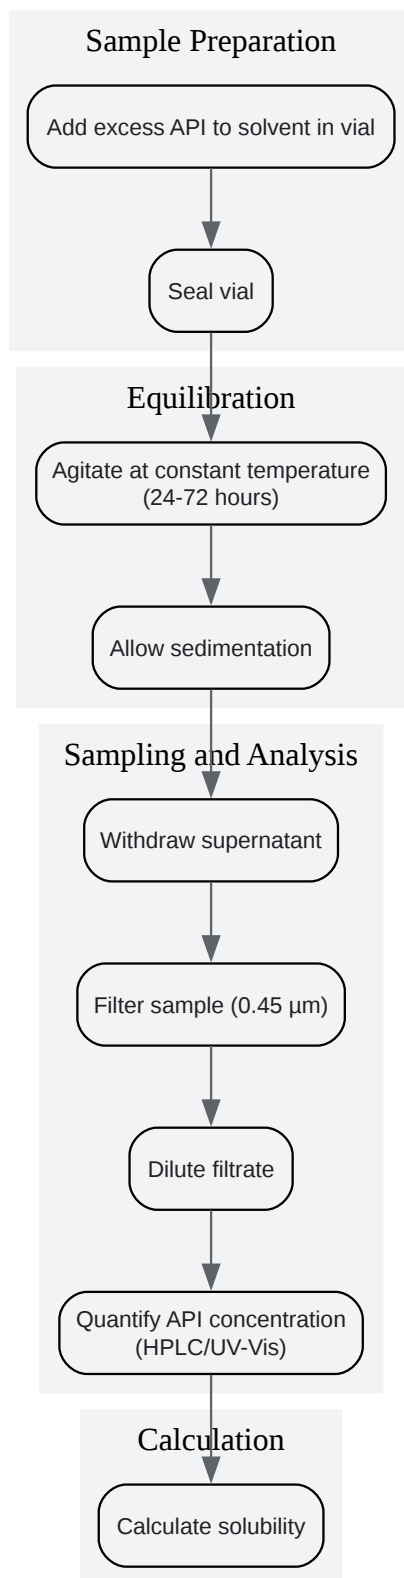 Sample Preparation
Add excess API to solvent in vial
Seal vial
Equilibration
Agitate at constant temperature
(24-72 hours)
Allow sedimentation
Sampling and Analysis
Withdraw supernatant
Filter sample (0.45 µm)
Dilute filtrate
Quantify API concentration
(HPLC/UV-Vis)
Calculation
Calculate solubility